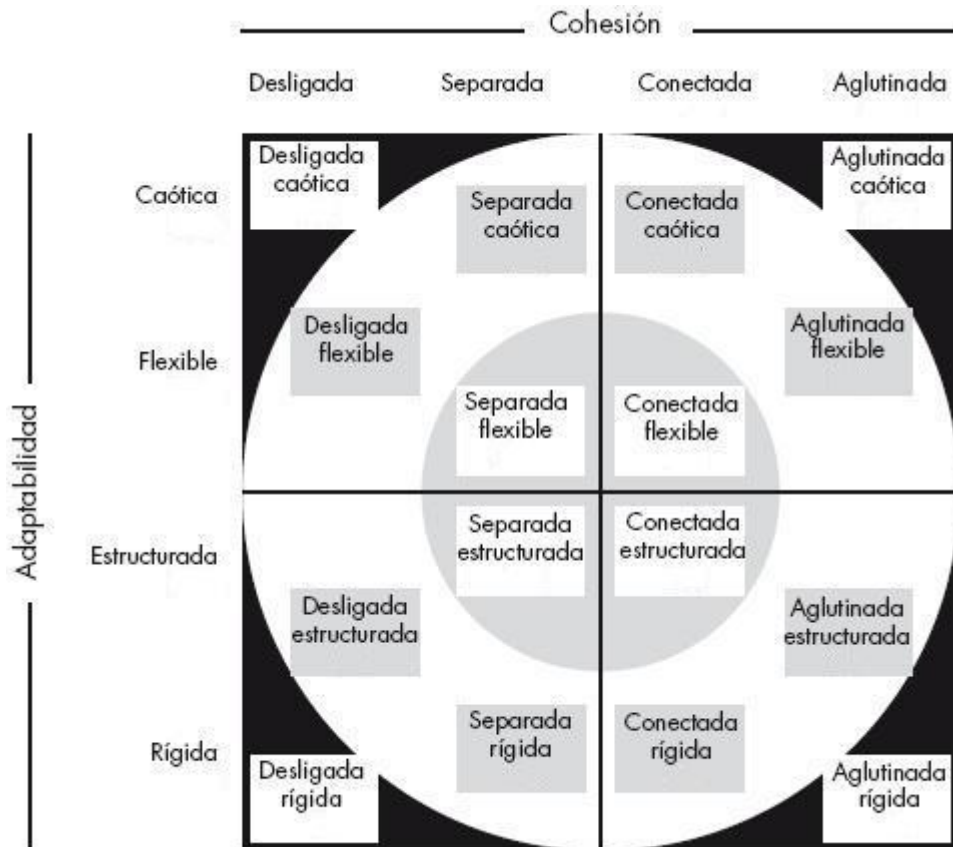 Cohesión
Desligada Separada Conectada Aglutinada
Adaptabilidad
Caótica
Flexible
Estructurada
Rígida
Desligada
caótica
Separada
caótica
Conectada
caótica
Aglutinada
caótica
Desligada
flexible
Separada
flexible
Conectada
flexible
Aglutinada
flexible
Separada
estructurada
Conectada
estructurada
Desligada
estructurada
Aglutinada
estructurada
Separada
rígida
Conectada
rígida
Desligada
rígida
Aglutinada
rígida